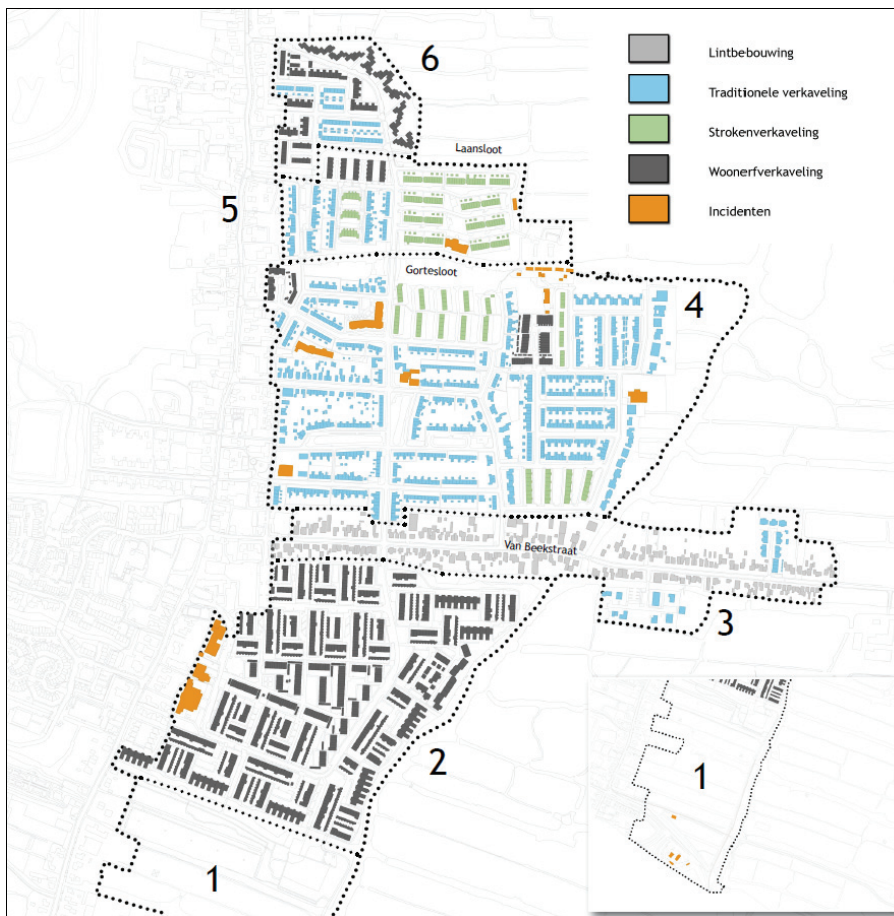 6
Lintbebouwing
Traditionele verkaveling
Strokenverkaveling
Woonerfverkaveling
Incidenten
Laansloot
5
Gortesloot
4
Van Beekstraat
3
2
1
1